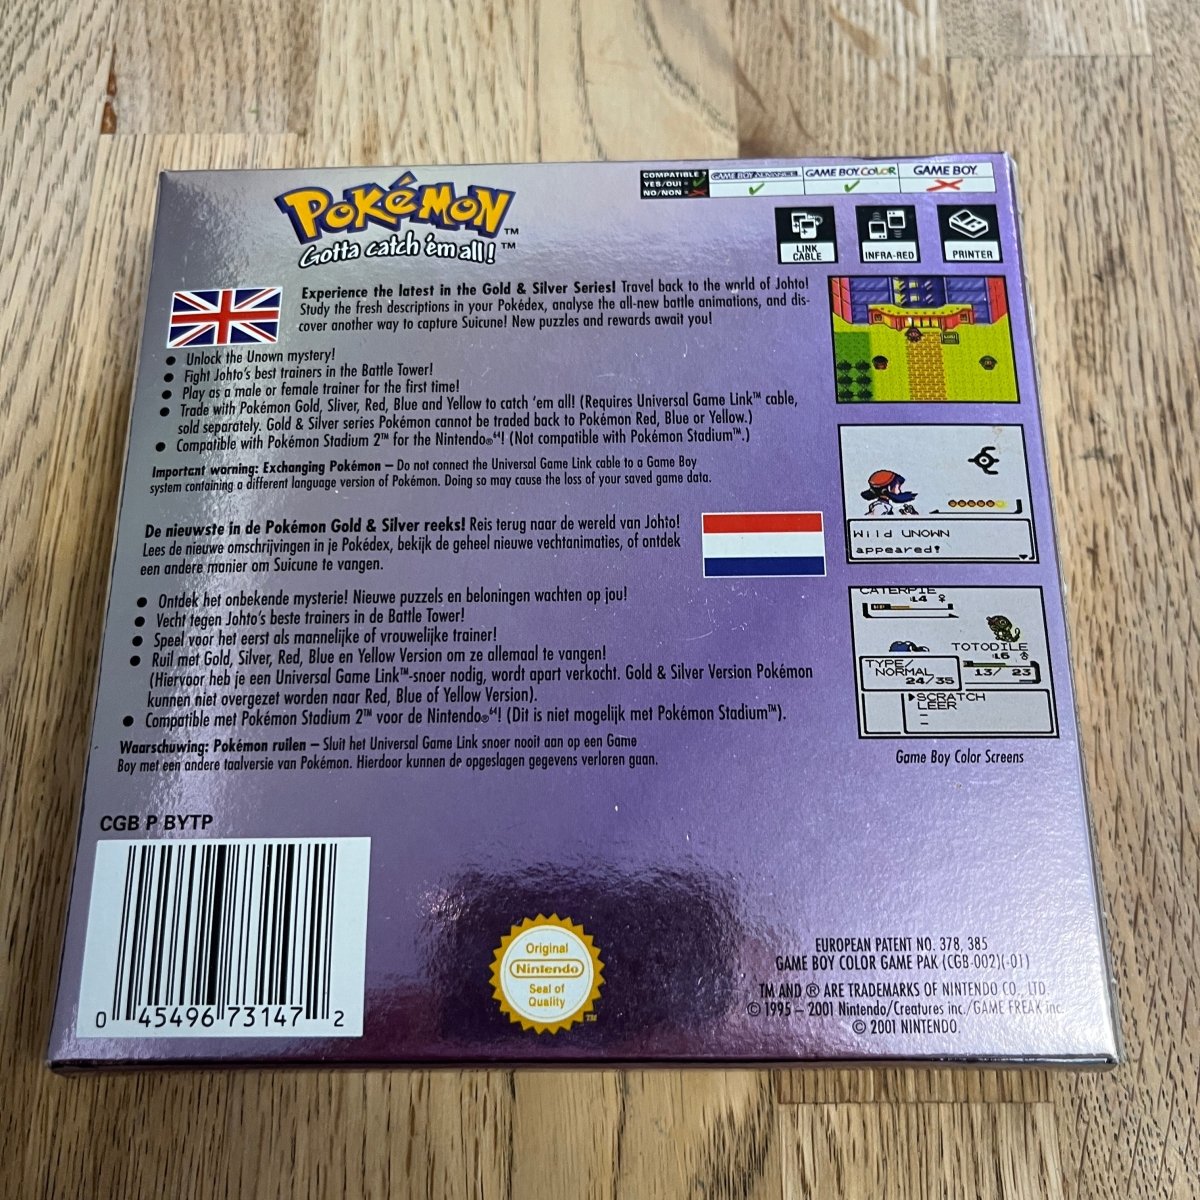 POKéMON™
Gotta catch 'em all!™
COMPATIBLE?
YES/OUI =
NO/NON =
GAME BOY ADVANCE
GAME BOY COLOR
GAME BOY
LINK
CABLE
INFRA-RED
PRINTER
Experience the latest in the Gold & Silver Series! Travel back to the world of Johto!
Study the fresh descriptions in your Pokédex, analyse the all-new battle animations, and dis-
cover another way to capture Suicune! New puzzles and rewards await you!
● Unlock the Unown mystery!
● Fight Johto's best trainers in the Battle Tower!
● Play as a male or female trainer for the first time!
● Trade with Pokémon Gold, Sliver, Red, Blue and Yellow to catch 'em all! (Requires Universal Game Link™ cable,
sold separately. Gold & Silver series Pokémon cannot be traded back to Pokémon Red, Blue or Yellow.)
● Compatible with Pokémon Stadium 2™ for the Nintendo®⁶⁴! (Not compatible with Pokémon Stadium™.)
Important warning: Exchanging Pokémon – Do not connect the Universal Game Link cable to a Game Boy
system containing a different language version of Pokémon. Doing so may cause the loss of your saved game data.
De nieuwste in de Pokémon Gold & Silver reeks! Reis terug naar de wereld van Johto!
Lees de nieuwe omschrijvingen in je Pokédex, bekijk de geheel nieuwe vechtanimaties, of ontdek
een andere manier om Suicune te vangen.
● Ontdek het onbekende mysterie! Nieuwe puzzels en beloningen wachten op jou!
● Vecht tegen Johto's beste trainers in de Battle Tower!
● Speel voor het eerst als mannelijke of vrouwelijke trainer!
● Ruil met Gold, Silver, Red, Blue en Yellow Version om ze allemaal te vangen!
(Hiervoor heb je een Universal Game Link™-snoer nodig, wordt apart verkocht. Gold & Silver Version Pokémon
kunnen niet overgezet worden naar Red, Blue of Yellow Version).
● Compatible met Pokémon Stadium 2™ voor de Nintendo®⁶⁴! (Dit is niet mogelijk met Pokémon Stadium™).
Waarschuwing: Pokémon ruilen – Sluit het Universal Game Link snoer nooit aan op een Game
Boy met een andere taalversie van Pokémon. Hierdoor kunnen de opgeslagen gegevens verloren gaan.
Wild UNOWN
appeared!
CATERPIE
:L4 ♀
TOTODILE
:L6 ♂
13/ 23
TYPE/
NORMAL
24/35
▶SCRATCH
LEER
–
–
Game Boy Color Screens
CGB P BYTP
0 45496 73147 2
Original
Nintendo
Seal of
Quality
™
EUROPEAN PATENT NO. 378, 385
GAME BOY COLOR GAME PAK (CGB-002)(-01)
TM AND ® ARE TRADEMARKS OF NINTENDO CO., LTD.
© 1995 – 2001 Nintendo/Creatures inc./GAME FREAK inc.
© 2001 NINTENDO.